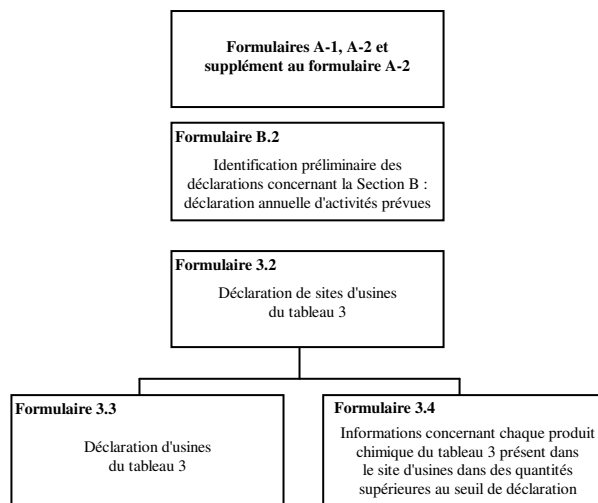 Formulaires A-1, A-2 et
supplément au formulaire A-2
Formulaire B.2
Identification préliminaire des
déclarations concernant la Section B :
déclaration annuelle d'activités prévues
Formulaire 3.2
Déclaration de sites d'usines
du tableau 3
Formulaire 3.3
Déclaration d'usines
du tableau 3
Formulaire 3.4
Informations concernant chaque produit
chimique du tableau 3 présent dans
le site d'usines dans des quantités
supérieures au seuil de déclaration